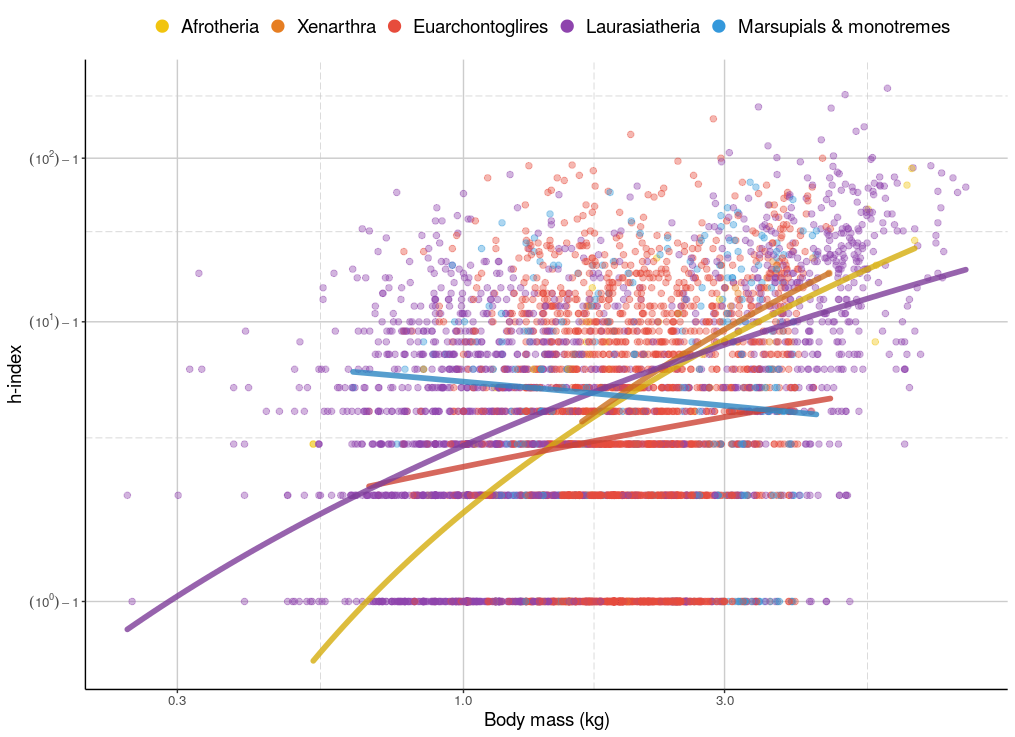 Afrotheria Xenarthra Euarchontoglires Laurasiatheria Marsupials & monotremes
h-index
(10²) − 1
(10¹) − 1
(10⁰) − 1
0.3 1.0 3.0
Body mass (kg)